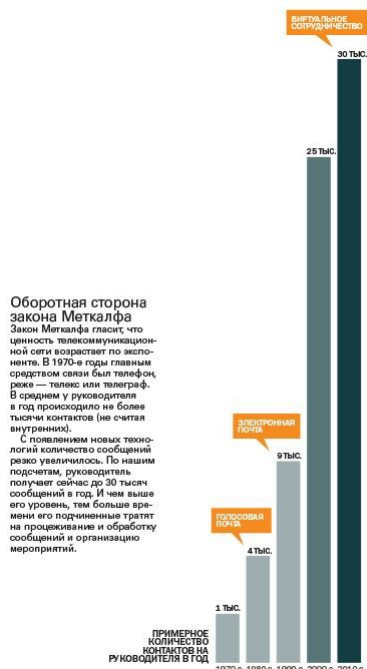 ВИРТУАЛЬНОЕ
СОТРУДНИЧЕСТВО
30 ТЫС.
25 ТЫС.
Оборотная сторона
закона Меткалфа
Закон Меткалфа гласит, что
ценность телекоммуникацион-
ной сети возрастает по экспо-
ненте. В 1970-е годы главным
средством связи был телефон,
реже — телекс или телеграф.
В среднем у руководителя
в год происходило не более
тысячи контактов (не считая
внутренних).
С появлением новых техно-
логий количество сообщений
резко увеличилось. По нашим
подсчетам, руководитель
получает сейчас до 30 тысяч
сообщений в год. И чем выше
его уровень, тем больше вре-
мени его подчиненные тратят
на процеживание и обработку
сообщений и организацию
мероприятий.
ЭЛЕКТРОННАЯ
ПОЧТА
9 ТЫС.
ГОЛОСОВАЯ
ПОЧТА
4 ТЫС.
1 ТЫС.
ПРИМЕРНОЕ
КОЛИЧЕСТВО
КОНТАКТОВ НА
РУКОВОДИТЕЛЯ В ГОД